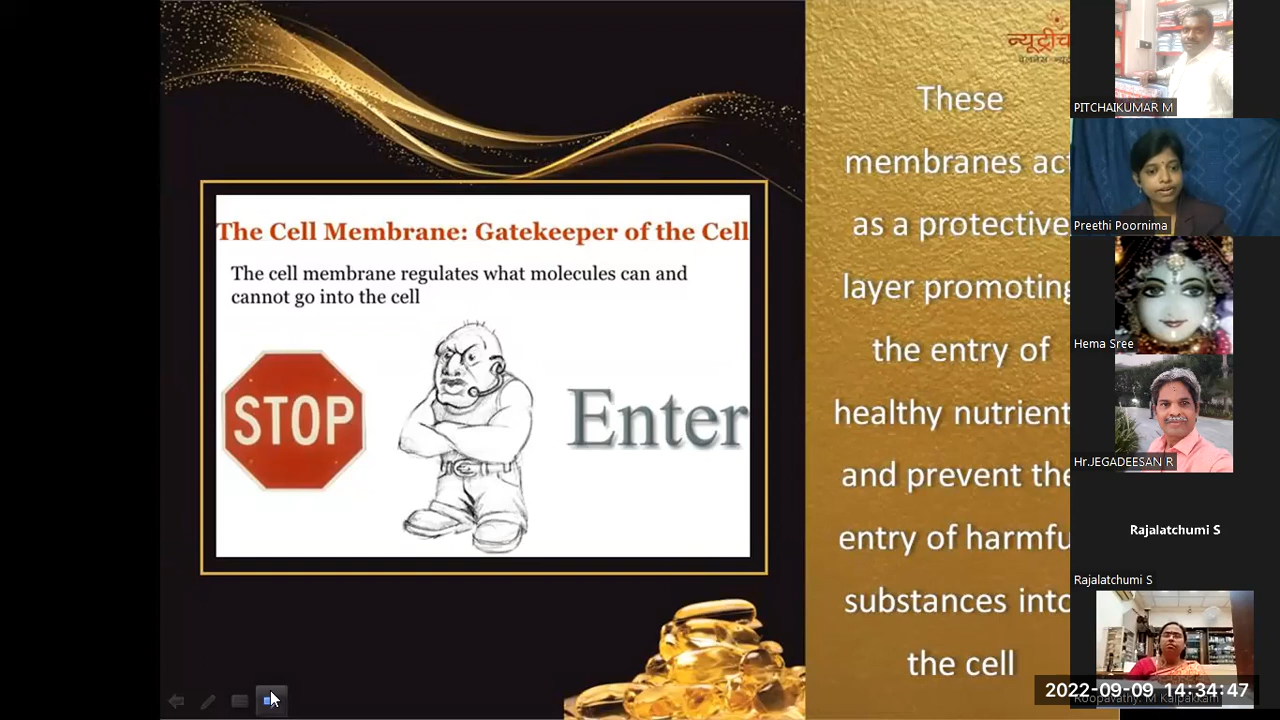 The Cell Membrane: Gatekeeper of the Cell
The cell membrane regulates what molecules can and
cannot go into the cell
STOP
Enter
न्यूट्रीच
These
membranes act
as a protective
layer promoting
the entry of
healthy nutrient
and prevent the
entry of harmfu
substances into
the cell
PITCHAIKUMAR M
Preethi Poornima
Hema Sree
Hr.JEGADEESAN R
Rajalatchumi S
Rajalatchumi S
2022-09-09 14:34:47
Roopavathy. M Kalpakkam